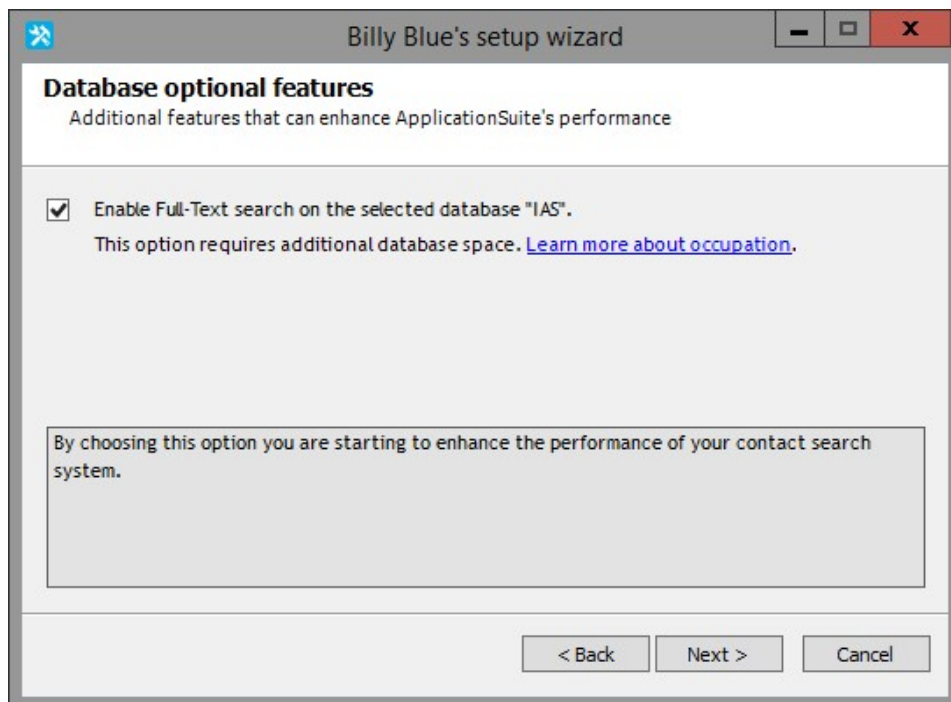 Billy Blue's setup wizard
Database optional features
Additional features that can enhance ApplicationSuite's performance
Enable Full-Text search on the selected database "IAS".
This option requires additional database space. Learn more about occupation.
By choosing this option you are starting to enhance the performance of your contact search
system.
< Back Next > Cancel